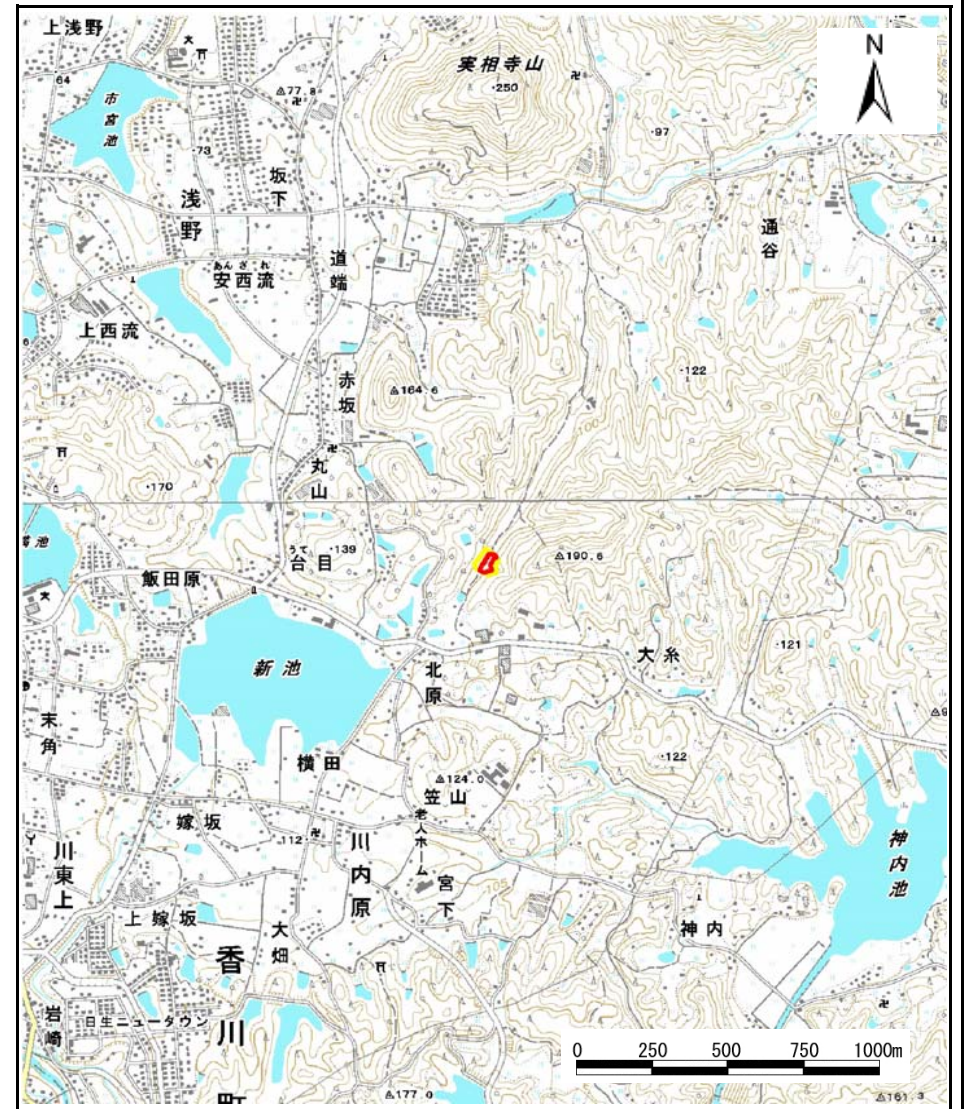 上浅野
実相寺山
・250
N
64
△77.8
市宮池
・97
・73
坂下
浅野
通谷
あんざれ
安西流
道端
上西流
・122
赤坂
△164.6
100
丸山
・170
うて
台目
・139
△190.6
飯田原
大糸
・121
新池
北原
末角
・122
横田
△124.0
笠山
嫁坂
112
老人ホーム
川内原
神内池
川東上
宮下
105
上嫁坂
大畑
神内
香川町
岩崎
日生ニュータウン
0 250 500 750 1000m
△177.0
△161.3